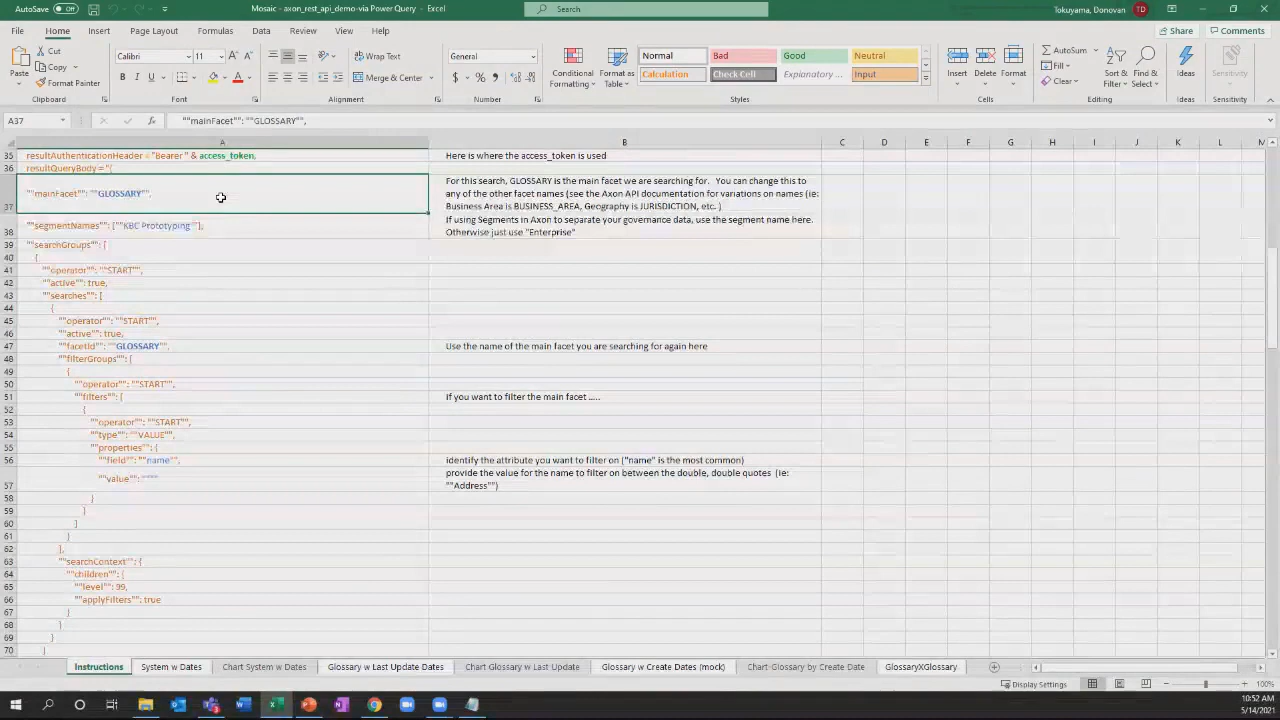 AutoSave Off Mosaic - axon_rest_api_demo-via Power Query - Excel Search Tokuyama, Donovan TD
File Home Insert Page Layout Formulas Data Review View Help Share Comments
Paste Cut Copy Format Painter Clipboard
Calibri 11 B I U Font
Wrap Text Merge & Center Alignment
General $ % Number
Conditional Formatting Format as Table
Normal Bad Good Neutral
Calculation Check Cell Explanatory ... Input
Styles
Insert Delete Format Cells
AutoSum Fill Clear Sort & Filter Find & Select Editing
Ideas Ideas
Sensitivity Sensitivity
A37 fx ""mainFacet"": ""GLOSSARY"",
A B C D E F G H I J K L M
35 resultAuthenticationHeader = "Bearer " & access_token, Here is where the access_token is used
36 resultQueryBody = "{
37 ""mainFacet"": ""GLOSSARY"", For this search, GLOSSARY is the main facet we are searching for. You can change this to
any of the other facet names (see the Axon API documentation for variations on names (ie:
Business Area is BUSINESS_AREA, Geography is JURISDICTION, etc. )
38 ""segmentNames"": [""KBC Prototyping""], If using Segments in Axon to separate your governance data, use the segment name here.
Otherwise just use "Enterprise"
39 ""searchGroups"": [
40 {
41 ""operator"": ""START"",
42 ""active"": true,
43 ""searches"": [
44 {
45 ""operator"": ""START"",
46 ""active"": true,
47 ""facetId"": ""GLOSSARY"", Use the name of the main facet you are searching for again here
48 ""filterGroups"": [
49 {
50 ""operator"": ""START"",
51 ""filters"": [ If you want to filter the main facet .....
52 {
53 ""operator"": ""START"",
54 ""type"": ""VALUE"",
55 ""properties"": {
56 ""field"": ""name"", identify the attribute you want to filter on ("name" is the most common)
57 ""value"": """" provide the value for the name to filter on between the double, double quotes (ie:
""Address"")
58 }
59 }
60 ]
61 }
62 ],
63 ""searchContext"": {
64 ""children"": {
65 ""level"": 99,
66 ""applyFilters"": true
67 }
68 }
69 }
70 ]
Instructions System w Dates Chart System w Dates Glossary w Last Update Dates Chart Glossary w Last Update Glossary w Create Dates (mock) Chart-Glossary by Create Date GlossaryXGlossary
Display Settings 100%
10:52 AM
5/14/2021